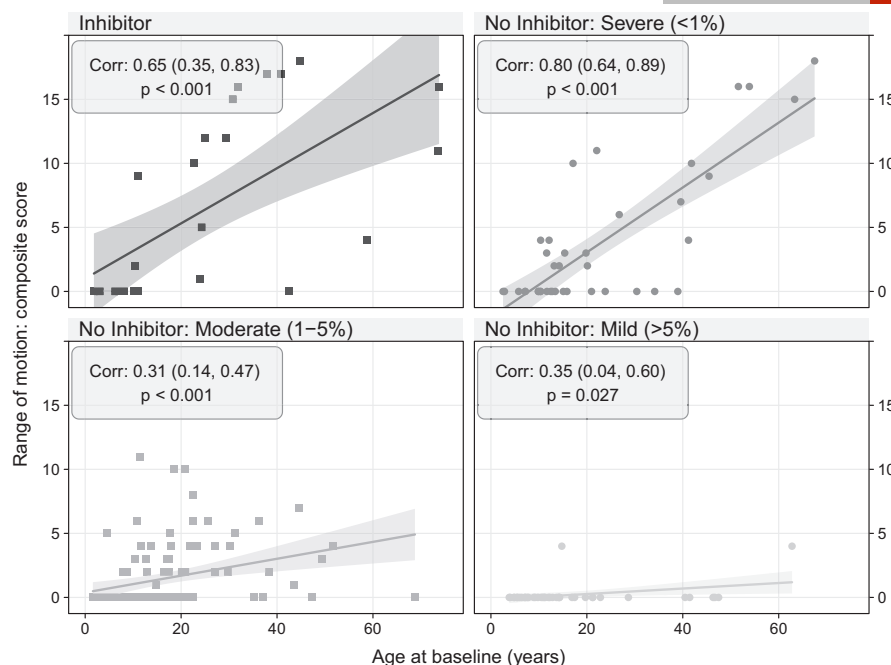 Inhibitor
No Inhibitor: Severe (<1%)
Corr: 0.65 (0.35, 0.83)
p < 0.001
Corr: 0.80 (0.64, 0.89)
p < 0.001
15
10
5
0
15
10
5
0
No Inhibitor: Moderate (1−5%)
No Inhibitor: Mild (>5%)
Corr: 0.31 (0.14, 0.47)
p < 0.001
Corr: 0.35 (0.04, 0.60)
p = 0.027
15
10
5
0
15
10
5
0
0 20 40 60
0 20 40 60
Range of motion: composite score
Age at baseline (years)